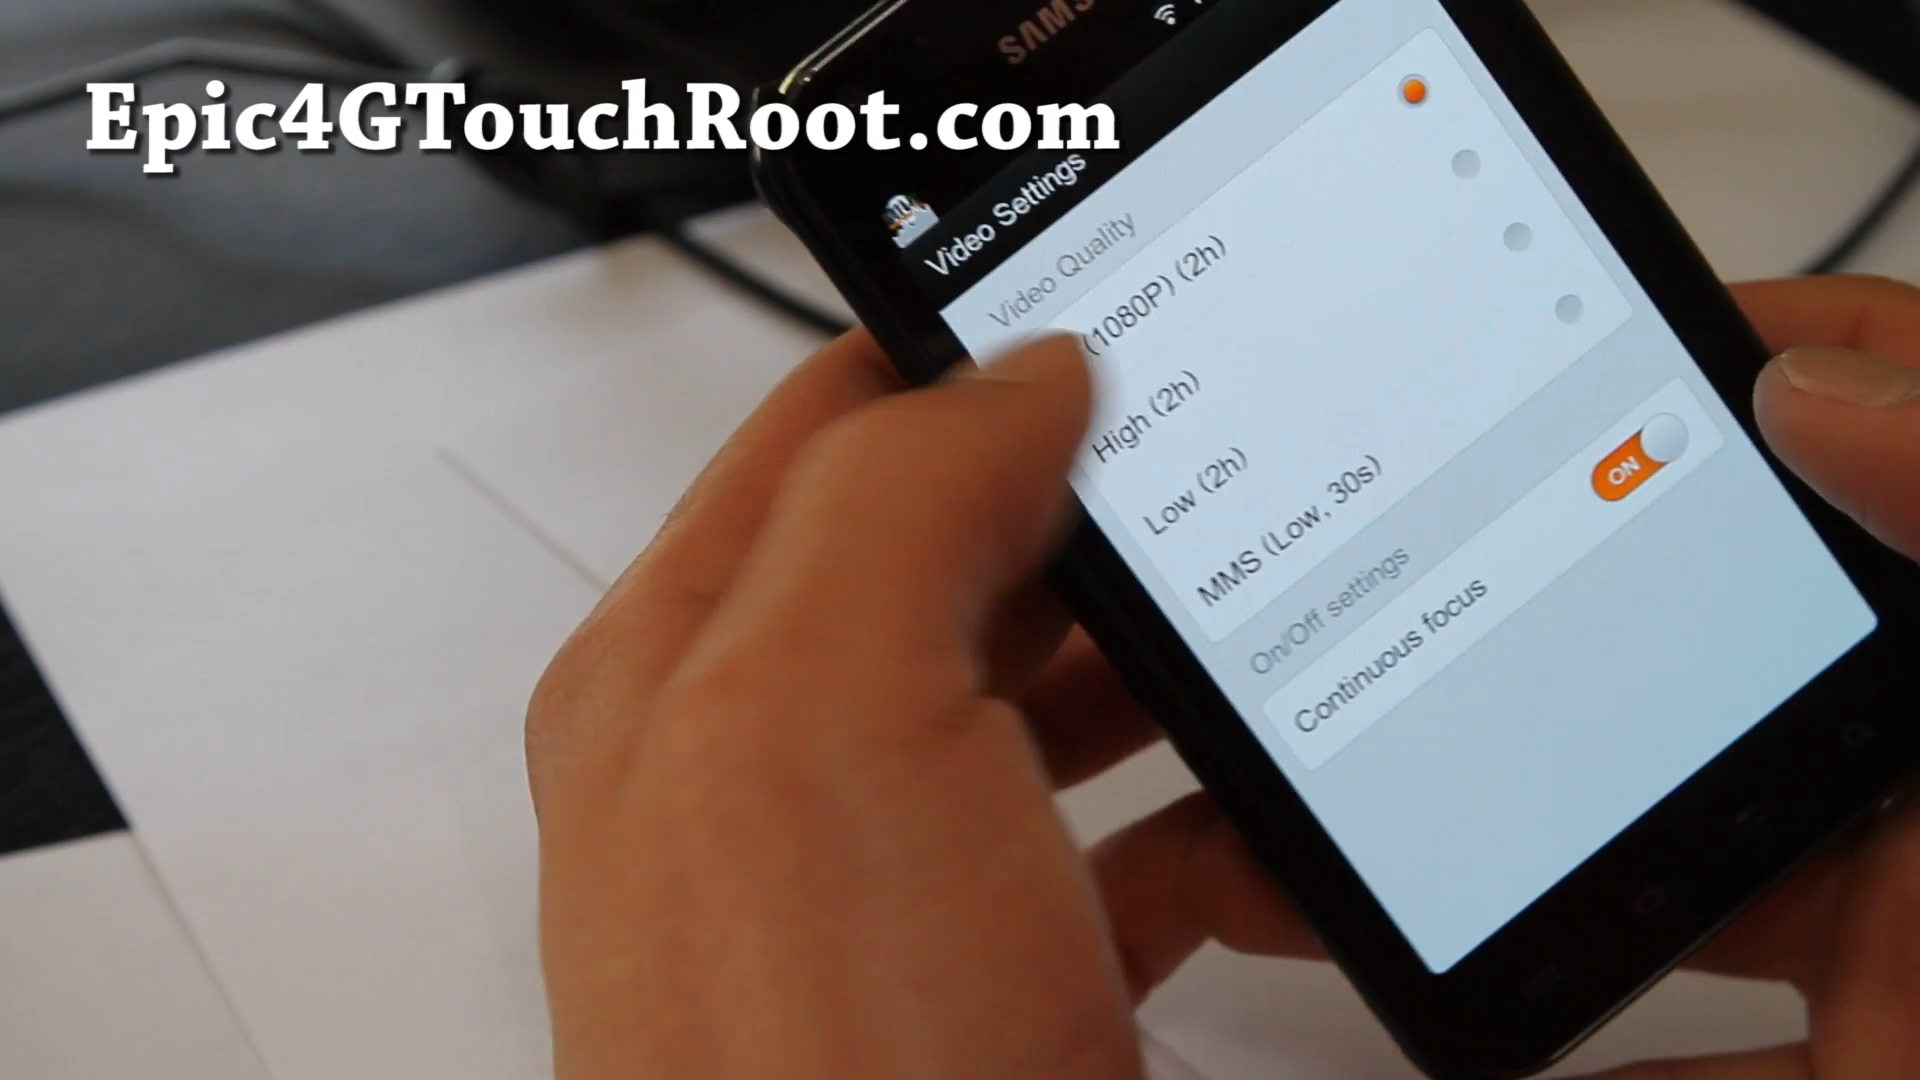 Epic4GTouchRoot.com
SAMS
Video Settings
Video Quality
(1080P) (2h)
High (2h)
Low (2h)
MMS (Low, 30s)
On/Off settings
Continuous focus
ON